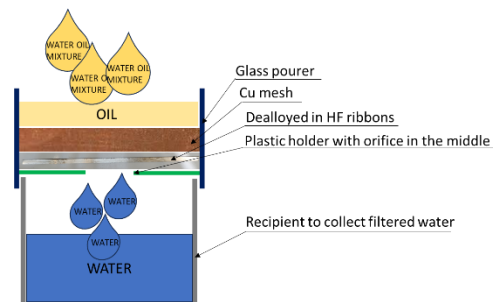 WATER OIL
MIXTURE
WATER OIL
MIXTURE
WATER OIL
MIXTURE
OIL
Glass pourer
Cu mesh
Dealloyed in HF ribbons
Plastic holder with orifice in the middle
WATER
WATER
WATER
WATER
Recipient to collect filtered water